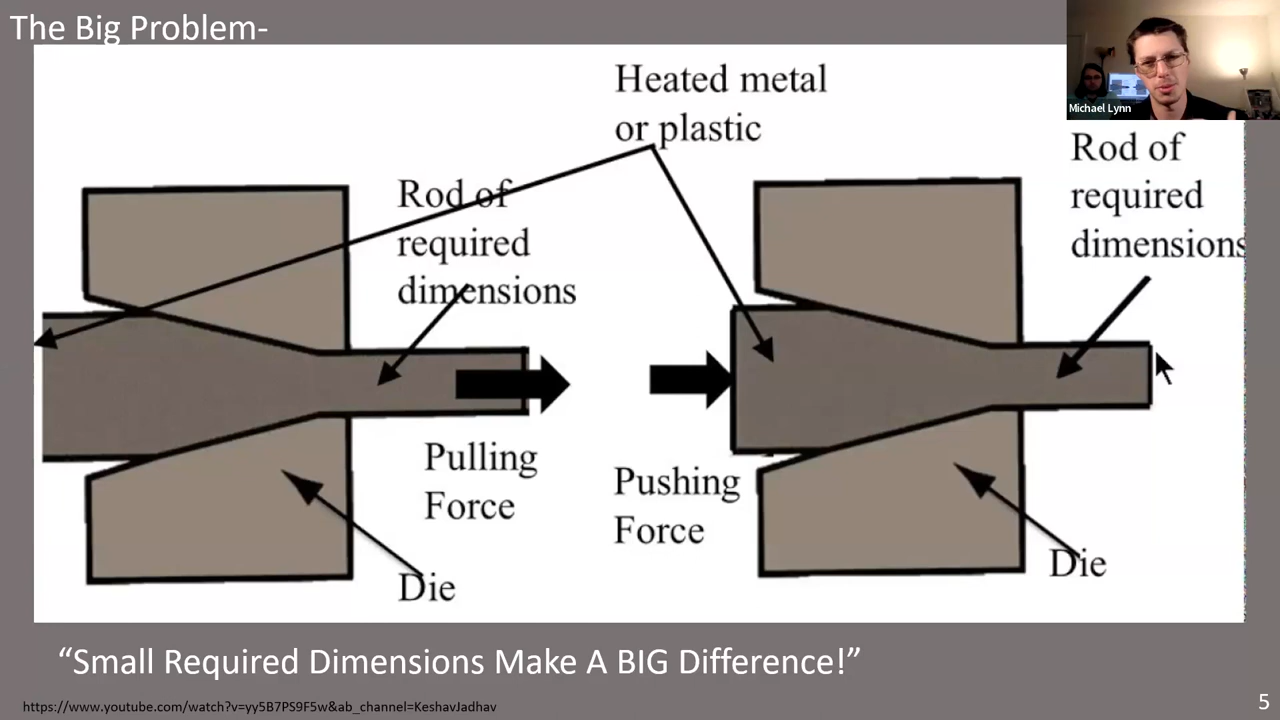 The Big Problem-
Michael Lynn
Heated metal
or plastic
Rod of
required
dimensions
Rod of
required
dimensions
Pulling
Force
Pushing
Force
Die
Die
“Small Required Dimensions Make A BIG Difference!”
https://www.youtube.com/watch?v=yy5B7PS9F5w&ab_channel=KeshavJadhav
5